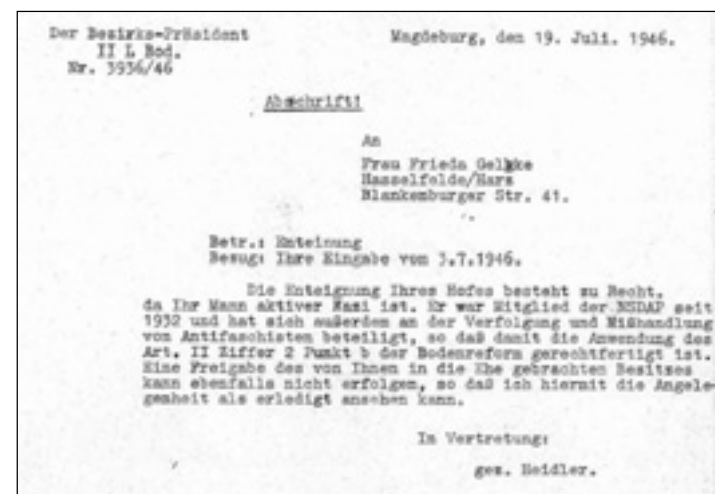 Der Bezirks-Präsident
II L Bod.
Nr. 3936/46
Magdeburg, den 19. Juli. 1946.
Abschrift!
An
Frau Frieda
Hasselfelde/Harz
Blankenburger Str. 41.
Betr.: Enteinung
Bezug: Ihre Eingabe vom 3.7.1946.
Die Enteignung Ihres Hofes besteht zu Recht,
da Ihr Mann aktiver Nazi ist. Er war Mitglied der NSDAP seit
1932 und hat sich außerdem an der Verfolgung und Mißhandlung
von Antifaschisten beteiligt, so daß damit die Anwendung des
Art. II Ziffer 2 Punkt b der Bodenreform gerechtfertigt ist.
Eine Freigabe des von Ihnen in die Ehe gebrachten Besitzes
kann ebenfalls nicht erfolgen, so daß ich hiermit die Angele-
genheit als erledigt ansehen kann.
In Vertretung:
gez. Heidler.